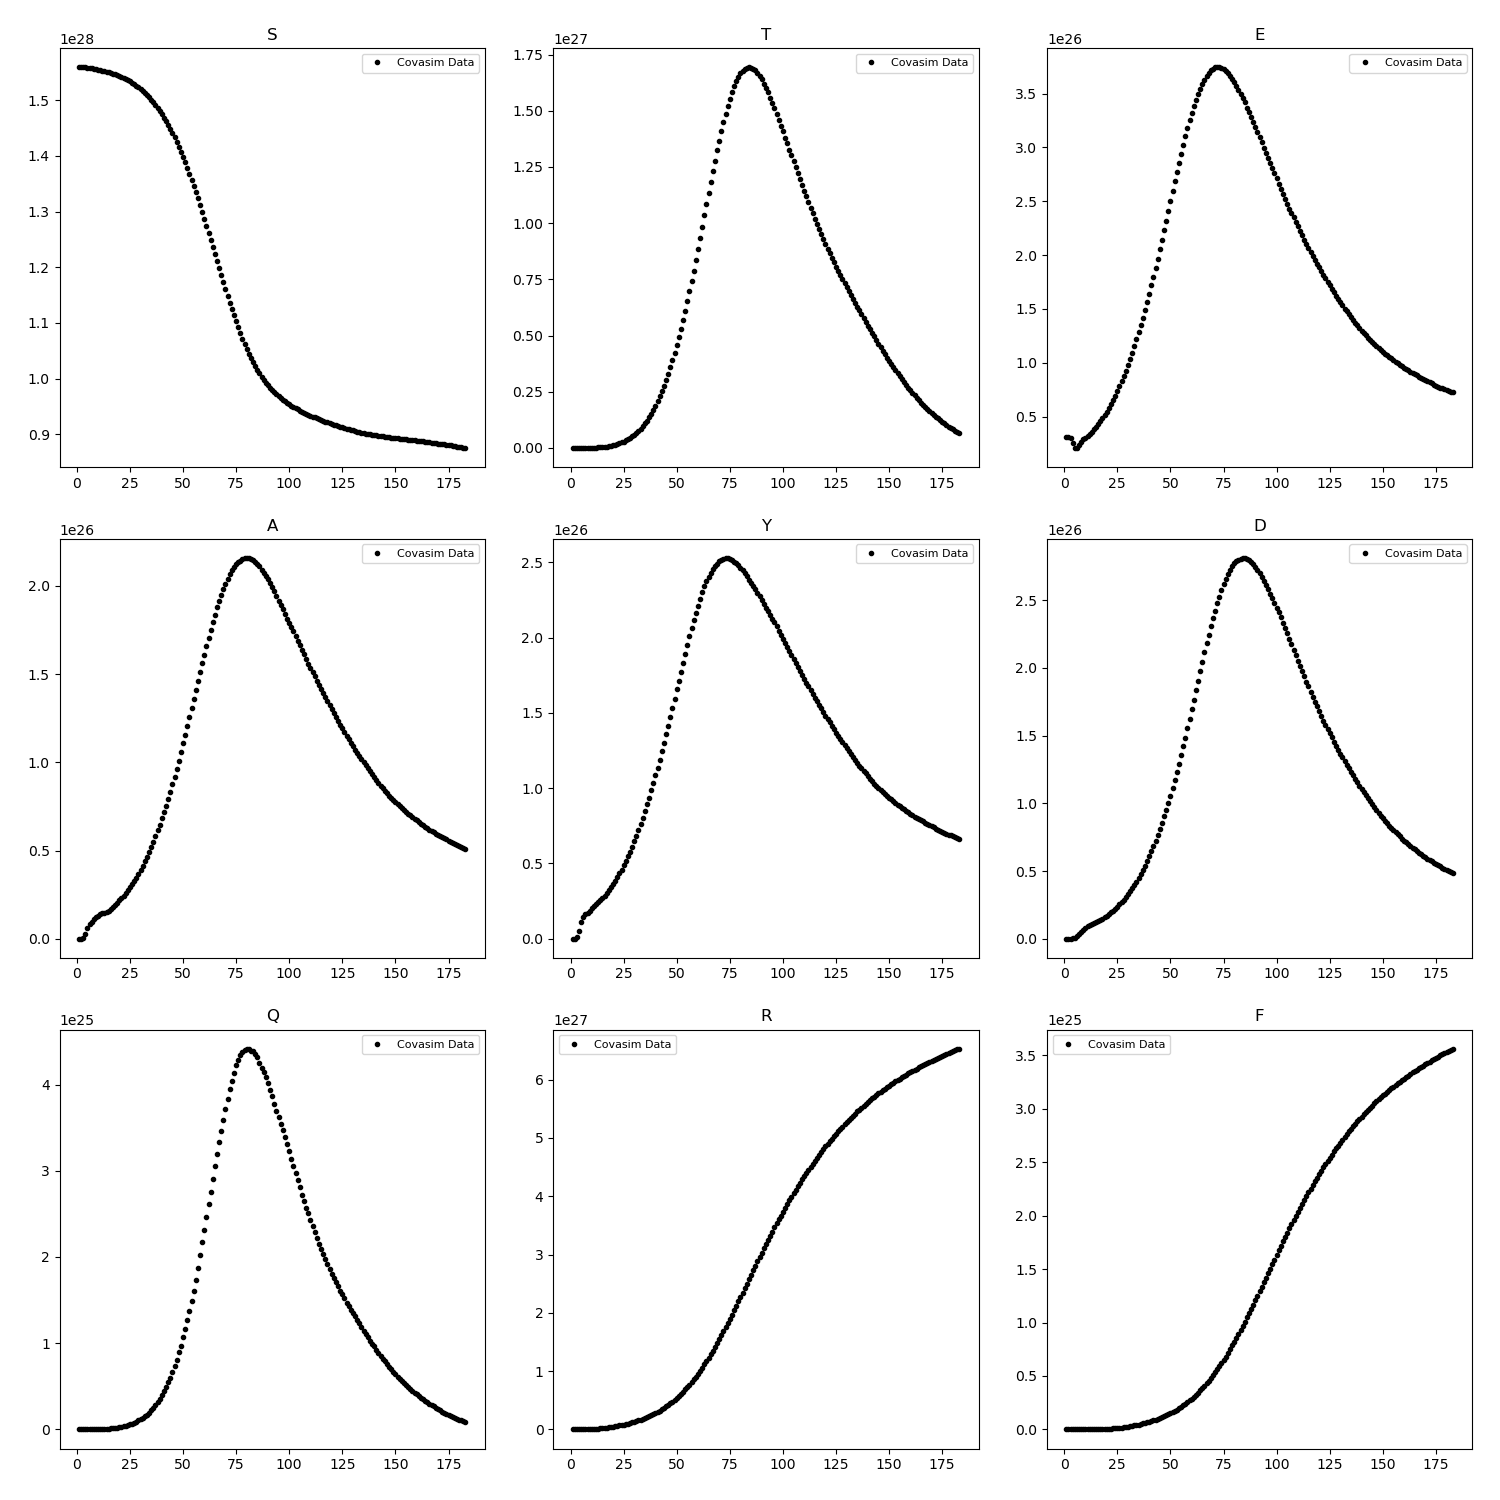 S T E
1e28 1e27 1e26
Covasim Data Covasim Data Covasim Data
1.5 1.4 1.3 1.2 1.1 1.0 0.9
1.75 1.50 1.25 1.00 0.75 0.50 0.25 0.00
3.5 3.0 2.5 2.0 1.5 1.0 0.5
0 25 50 75 100 125 150 175 0 25 50 75 100 125 150 175 0 25 50 75 100 125 150 175
A Y D
1e26 1e26 1e26
Covasim Data Covasim Data Covasim Data
2.0 1.5 1.0 0.5 0.0
2.5 2.0 1.5 1.0 0.5 0.0
2.5 2.0 1.5 1.0 0.5 0.0
0 25 50 75 100 125 150 175 0 25 50 75 100 125 150 175 0 25 50 75 100 125 150 175
Q R F
1e25 1e27 1e25
Covasim Data Covasim Data Covasim Data
4 3 2 1 0
6 5 4 3 2 1 0
3.5 3.0 2.5 2.0 1.5 1.0 0.5 0.0
0 25 50 75 100 125 150 175 0 25 50 75 100 125 150 175 0 25 50 75 100 125 150 175